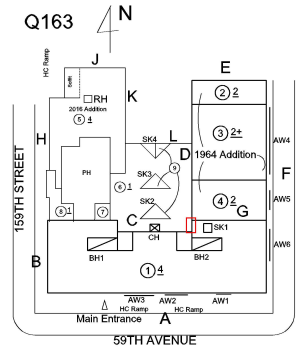 Q163
N
HC Ramp
J
E
Solin
RH
2016 Addition
⑤ 4
K
② 2
H
SK4
L
③ 2+
D
AW4
1964 Addition
PH
SK3
⑨
⑥ 1
F
159TH STREET
SK2
④ 2
AW5
⑧ 1
⑦
C
G
CH
SK1
AW6
B
BH1
BH2
① 4
AW3
AW2
AW1
HC Ramp
HC Ramp
Main Entrance
A
59TH AVENUE